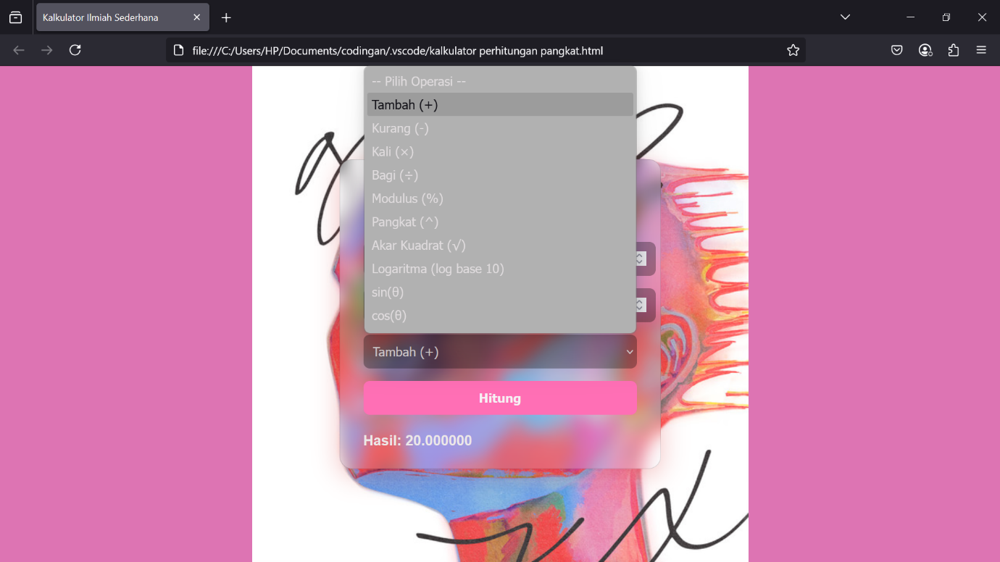 Kalkulator Ilmiah Sederhana
file:///C:/Users/HP/Documents/codingan/.vscode/kalkulator perhitungan pangkat.html
-- Pilih Operasi --
Tambah (+)
Kurang (-)
Kali (×)
Bagi (÷)
Modulus (%)
Pangkat (^)
Akar Kuadrat (√)
Logaritma (log base 10)
sin(θ)
cos(θ)
Tambah (+)
Hitung
Hasil: 20.000000